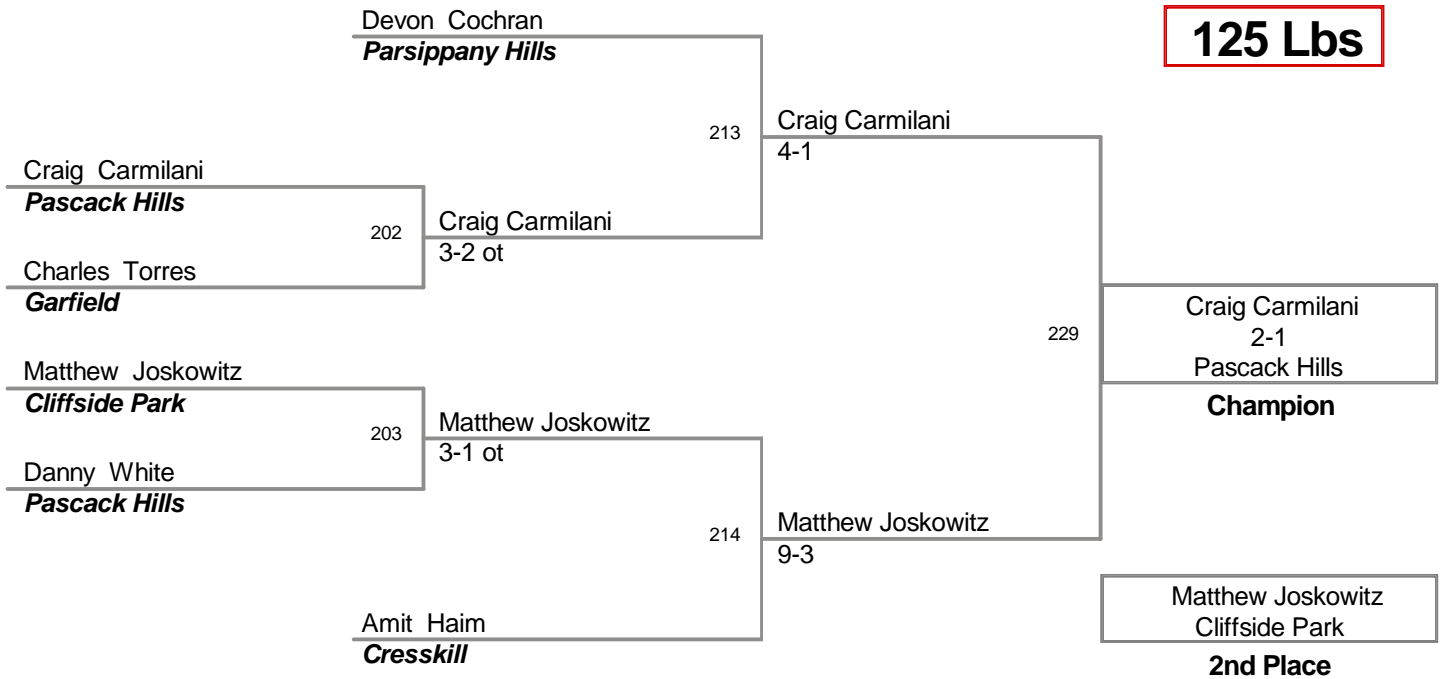 Devon Cochran
Parsippany Hills
125 Lbs
213
Craig Carmilani
4-1
Craig Carmilani
Pascack Hills
202
Craig Carmilani
3-2 ot
Charles Torres
Garfield
229
Craig Carmilani
2-1
Pascack Hills
Champion
Matthew Joskowitz
Cliffside Park
203
Matthew Joskowitz
3-1 ot
Danny White
Pascack Hills
214
Matthew Joskowitz
9-3
Amit Haim
Cresskill
Matthew Joskowitz
Cliffside Park
2nd Place